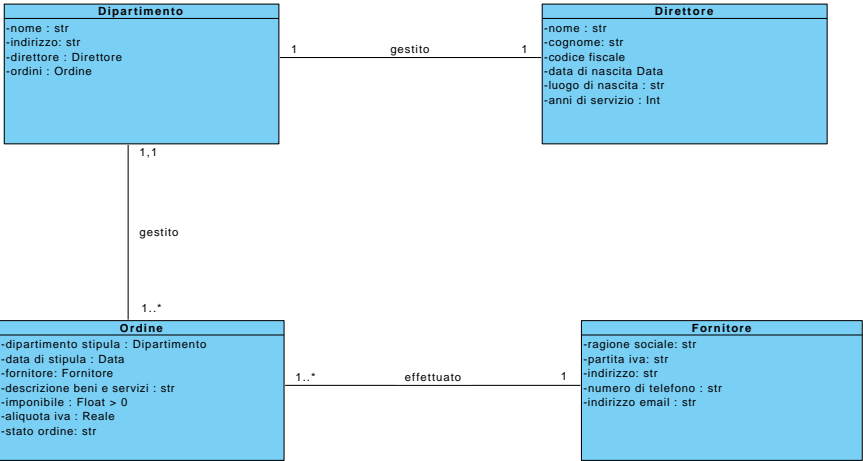 Dipartimento
-nome : str
-indirizzo: str
-direttore : Direttore
-ordini : Ordine
1 gestito 1
Direttore
-nome : str
-cognome: str
-codice fiscale
-data di nascita Data
-luogo di nascita : str
-anni di servizio : Int
1,1
gestito
1..*
Ordine
-dipartimento stipula : Dipartimento
-data di stipula : Data
-fornitore: Fornitore
-descrizione beni e servizi : str
-imponibile : Float > 0
-aliquota iva : Reale
-stato ordine: str
1..* effettuato 1
Fornitore
-ragione sociale: str
-partita iva: str
-indirizzo: str
-numero di telefono : str
-indirizzo email : str